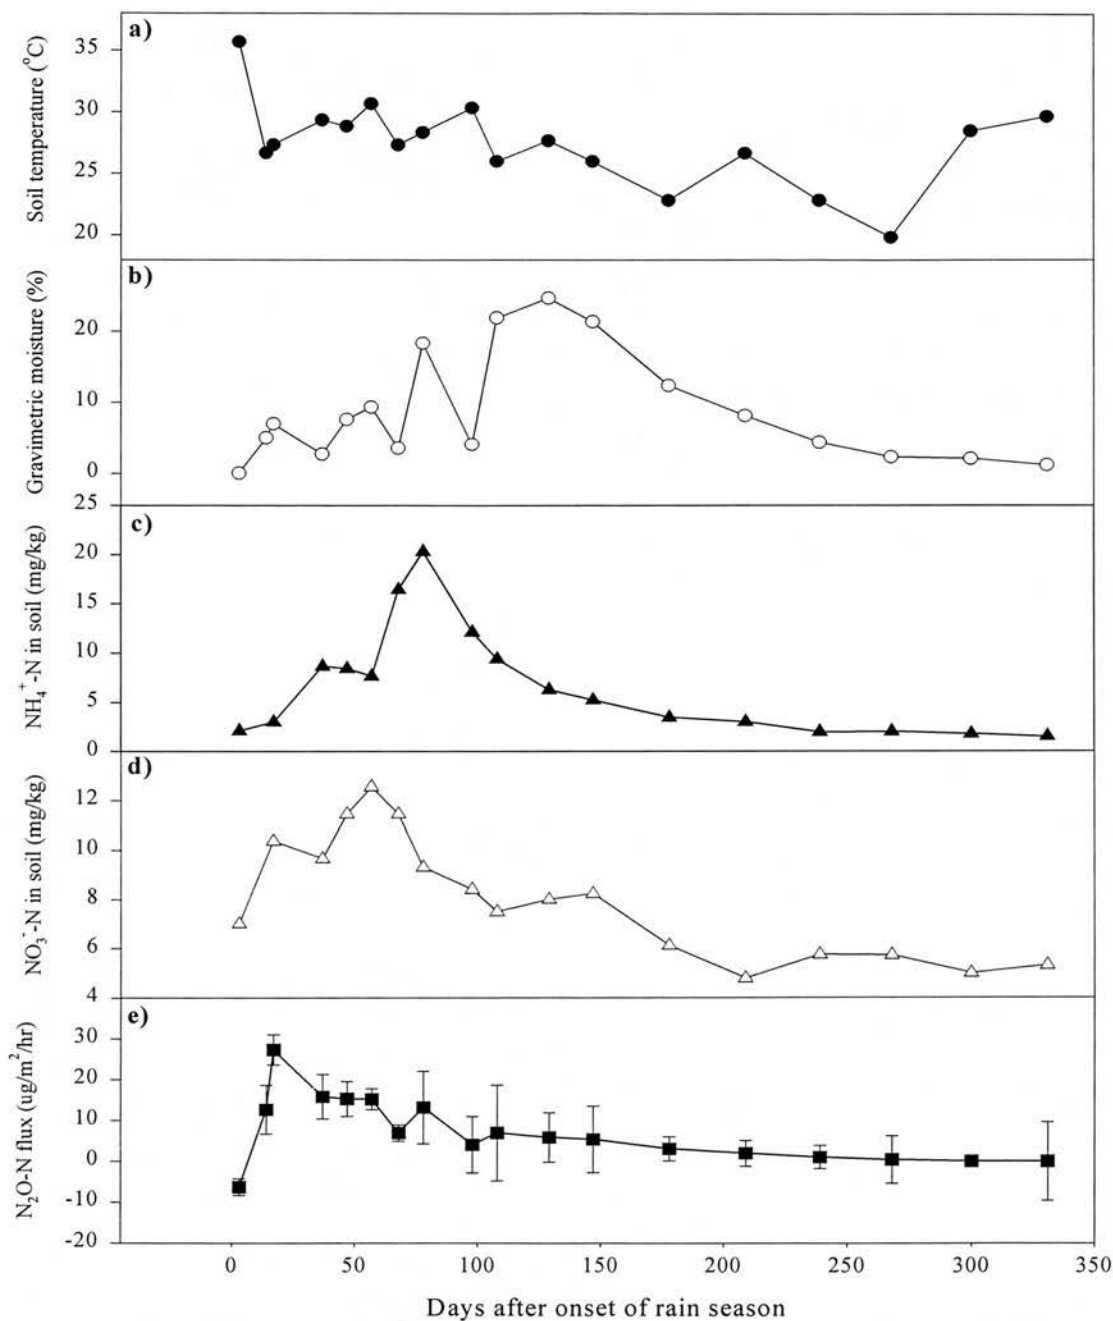 a)
Soil temperature (°C)
35
30
25
20
b)
Gravimetric moisture (%)
20
10
0
c)
NH₄⁺-N in soil (mg/kg)
25
20
15
10
5
0
d)
NO₃⁻-N in soil (mg/kg)
12
10
8
6
4
e)
N₂O-N flux (ug/m²/hr)
30
20
10
0
-10
-20
0 50 100 150 200 250 300 350
Days after onset of rain season